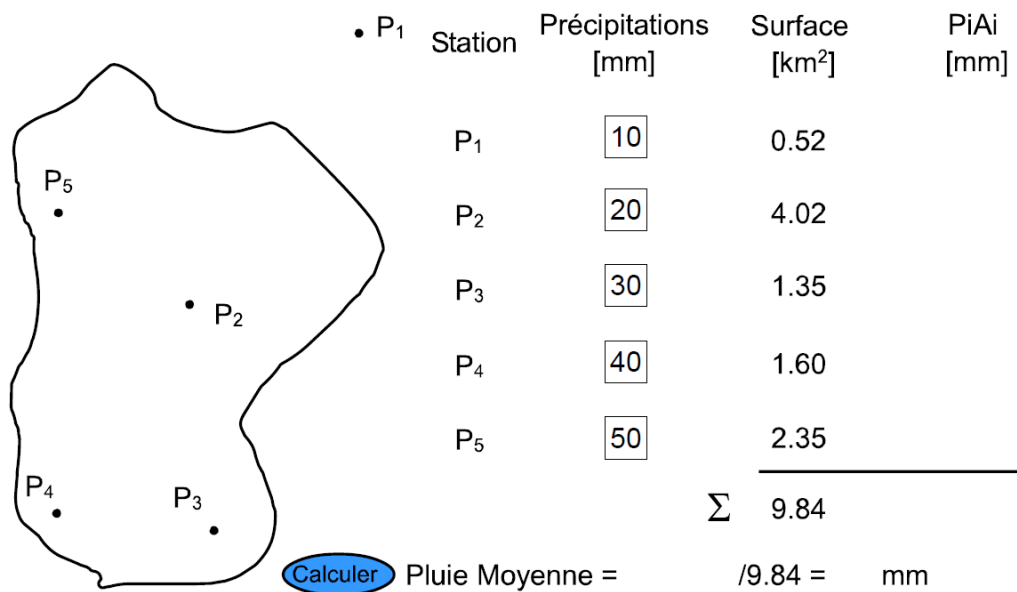 P₁
P₅
P₂
P₄
P₃
Station Précipitations [mm] Surface [km²] PiAi [mm]
P₁ 10 0.52
P₂ 20 4.02
P₃ 30 1.35
P₄ 40 1.60
P₅ 50 2.35
Σ 9.84
Calculer Pluie Moyenne = /9.84 = mm